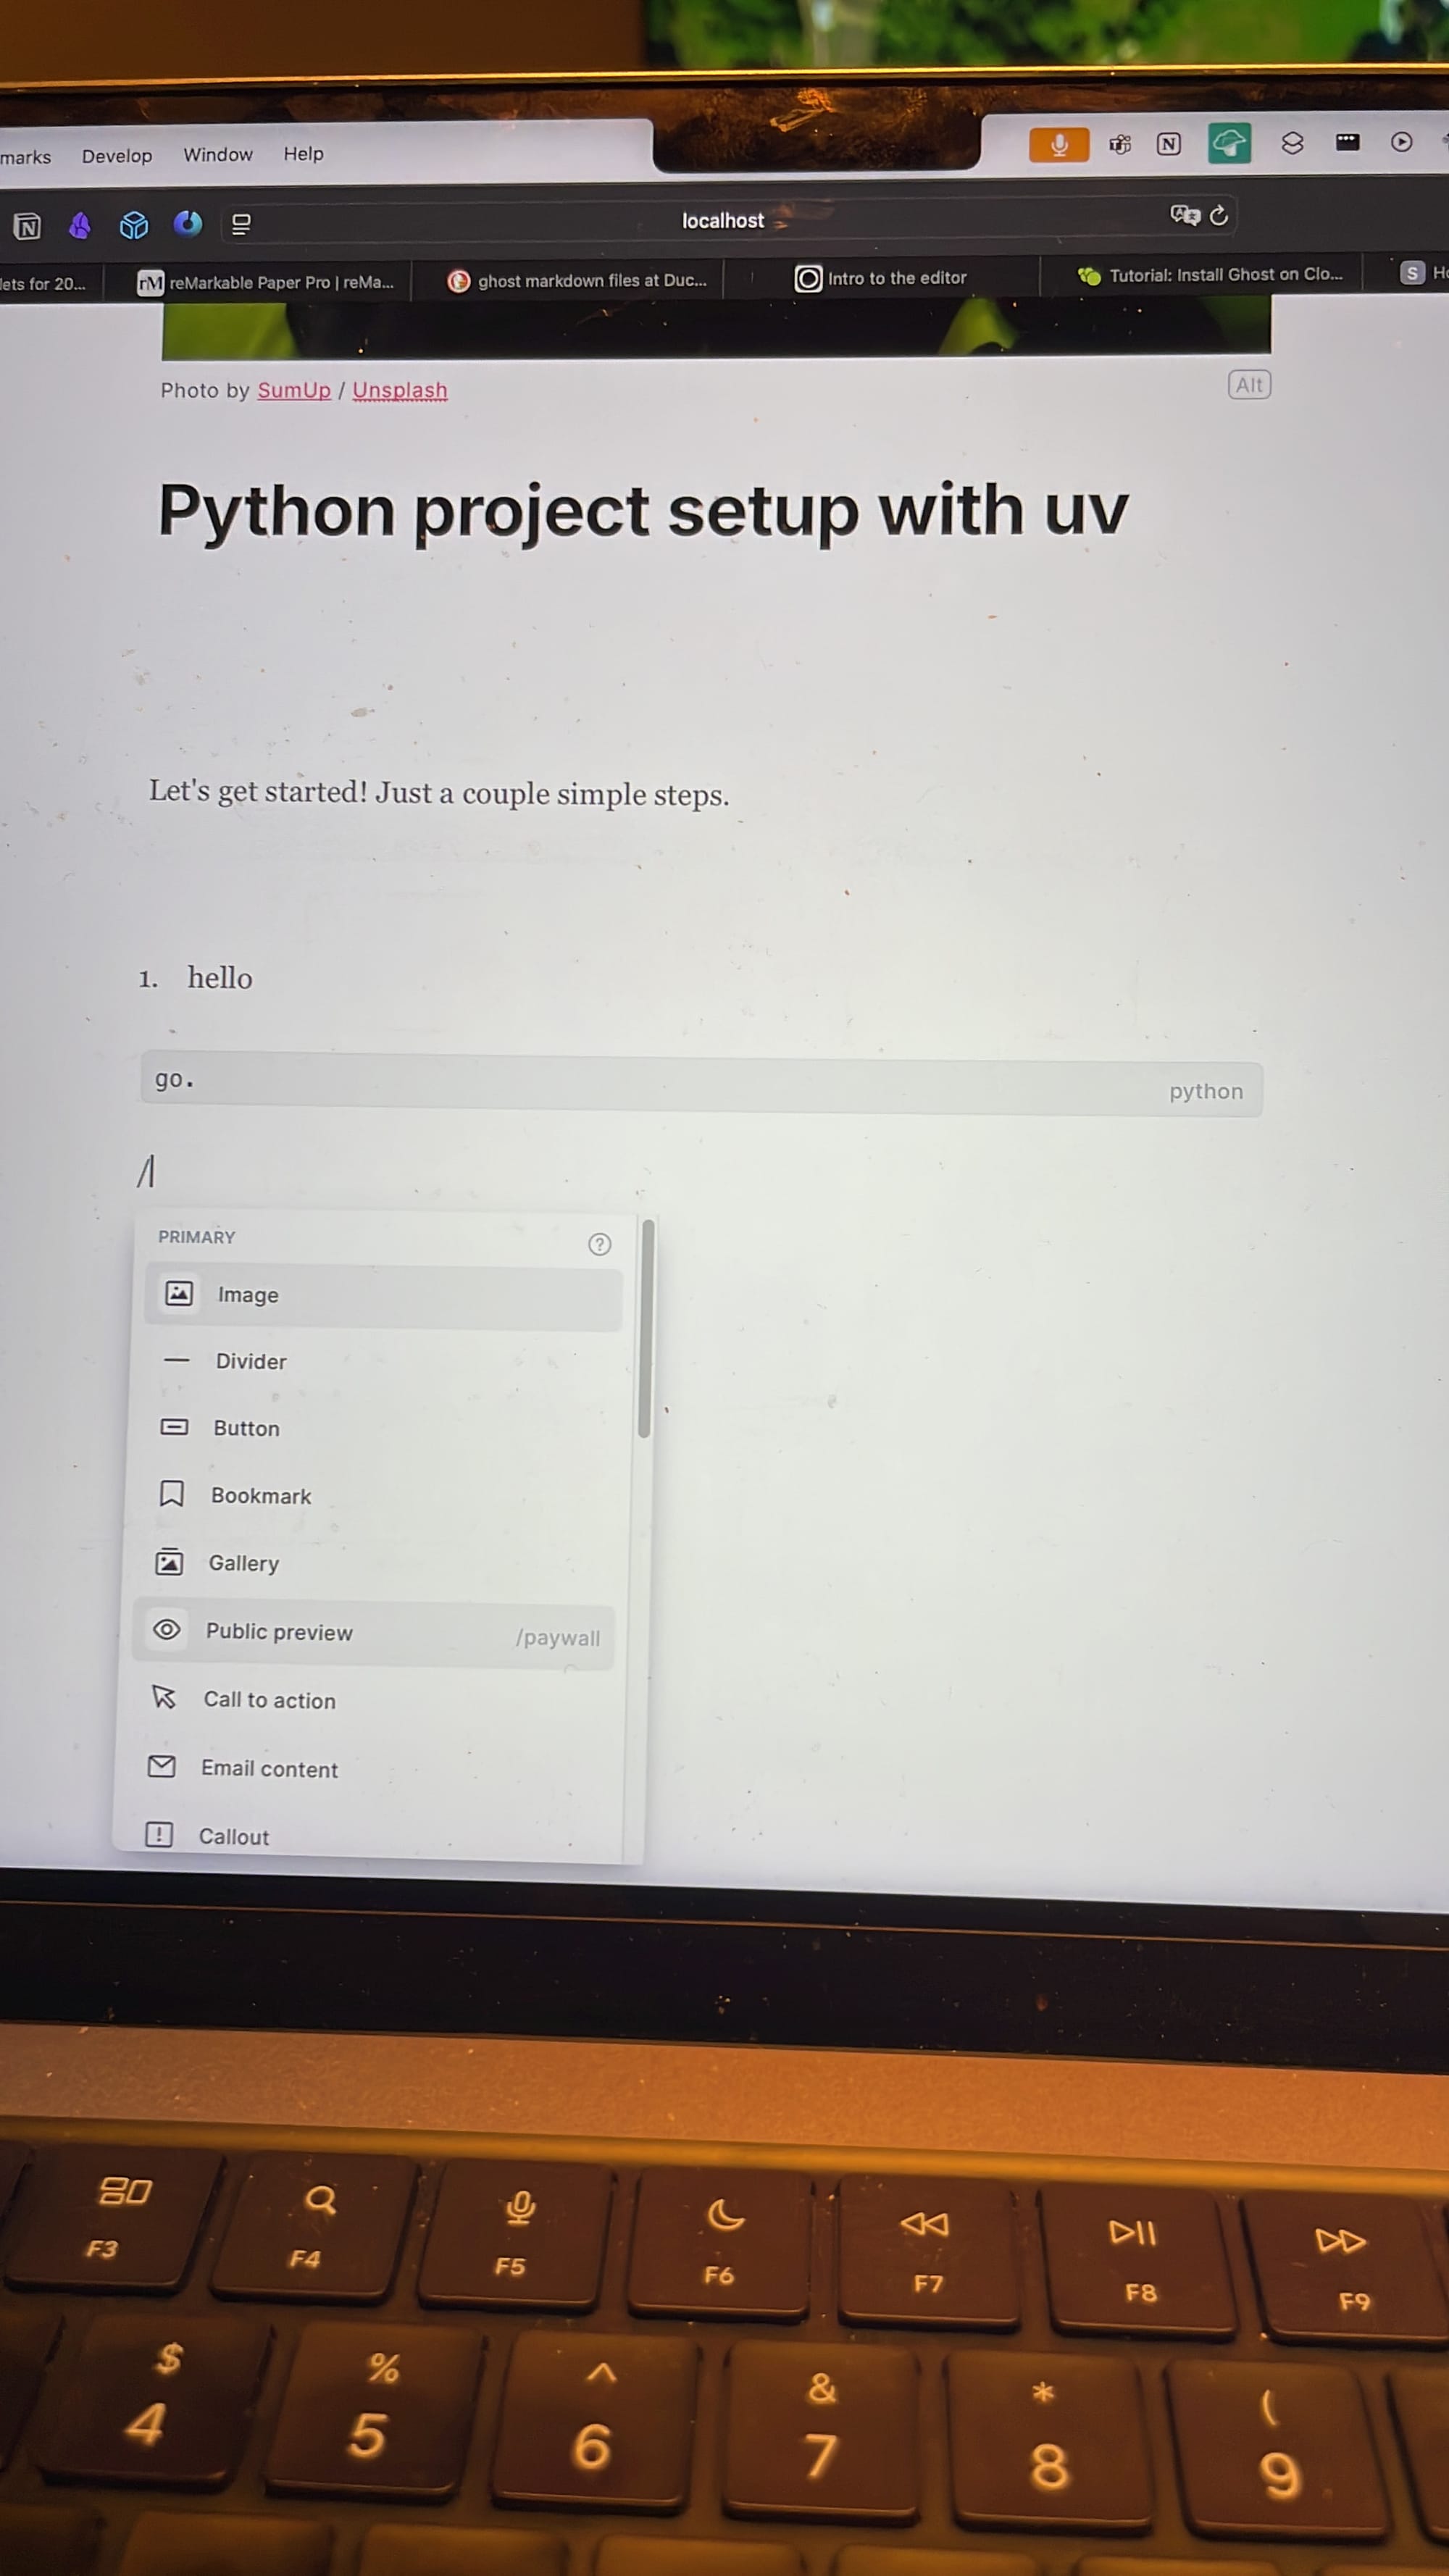 marks Develop Window Help
N
N
localhost
lets for 20...
rM reMarkable Paper Pro | reMa...
ghost markdown files at Duc...
Intro to the editor
Tutorial: Install Ghost on Clo...
S
Photo by SumUp / Unsplash
Alt
Python project setup with uv
Let's get started! Just a couple simple steps.
1. hello
go.
python
/
PRIMARY
?
Image
Divider
Button
Bookmark
Gallery
Public preview
/paywall
Call to action
Email content
! Callout
F3 F4 F5 F6 F7 F8 F9
$ % ^ & * (
4 5 6 7 8 9